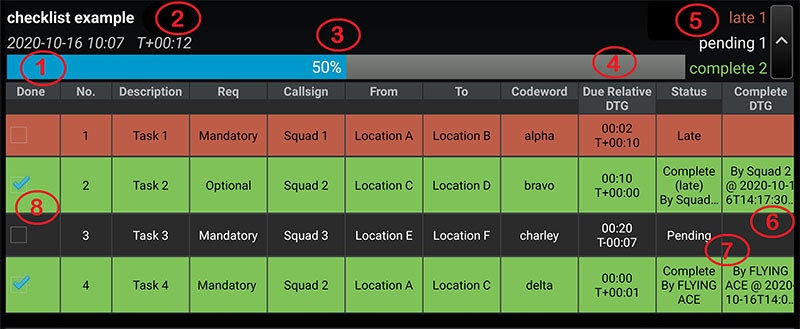 checklist example 2 5 late 1
2020-10-16 10:07 T+00:12 3 pending 1
1 50% 4 complete 2
Done No. Description Req Callsign From To Codeword Due Relative DTG Status Complete DTG
1 Task 1 Mandatory Squad 1 Location A Location B alpha 00:02 T+00:10 Late
2 Task 2 Optional Squad 2 Location C Location D bravo 00:10 T+00:00 Complete (late) By Squad... By Squad 2 @ 2020-10-1 6T14:17:30...
8 6
3 Task 3 Mandatory Squad 3 Location E Location F charley 00:20 T-00:07 Pending
7
4 Task 4 Mandatory Squad 2 Location A Location C delta 00:00 T+00:01 Complete By FLYING ACE By FLYING ACE @ 2020-10-16T14:0...